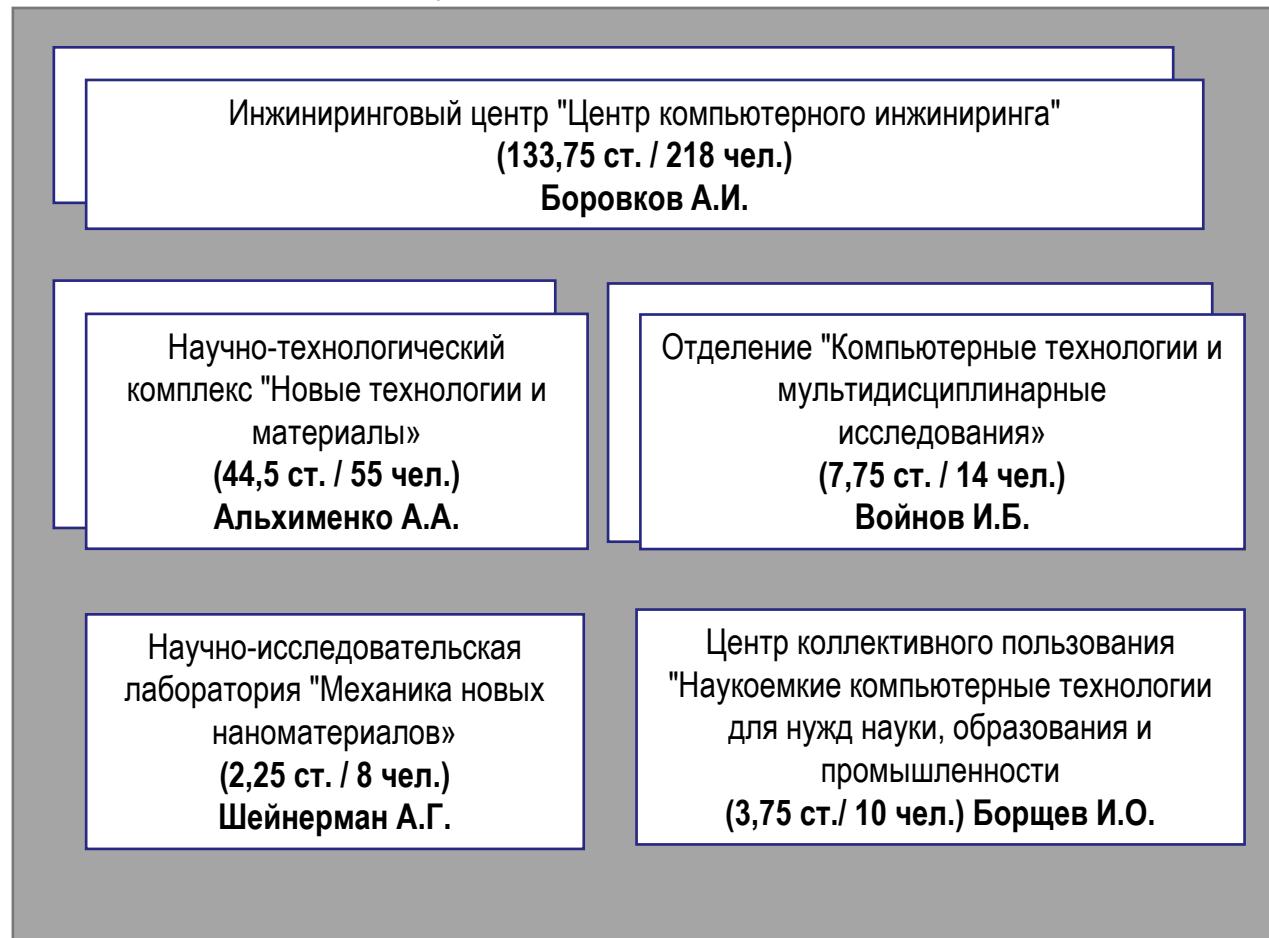 Инжиниринговый центр "Центр компьютерного инжиниринга"
(133,75 ст. / 218 чел.)
Боровков А.И.
Научно-технологический
комплекс "Новые технологии и
материалы»
(44,5 ст. / 55 чел.)
Альхименко А.А.
Отделение "Компьютерные технологии и
мультидисциплинарные
исследования»
(7,75 ст. / 14 чел.)
Войнов И.Б.
Научно-исследовательская
лаборатория "Механика новых
наноматериалов»
(2,25 ст. / 8 чел.)
Шейнерман А.Г.
Центр коллективного пользования
"Наукоемкие компьютерные технологии
для нужд науки, образования и
промышленности
(3,75 ст./ 10 чел.) Борщев И.О.